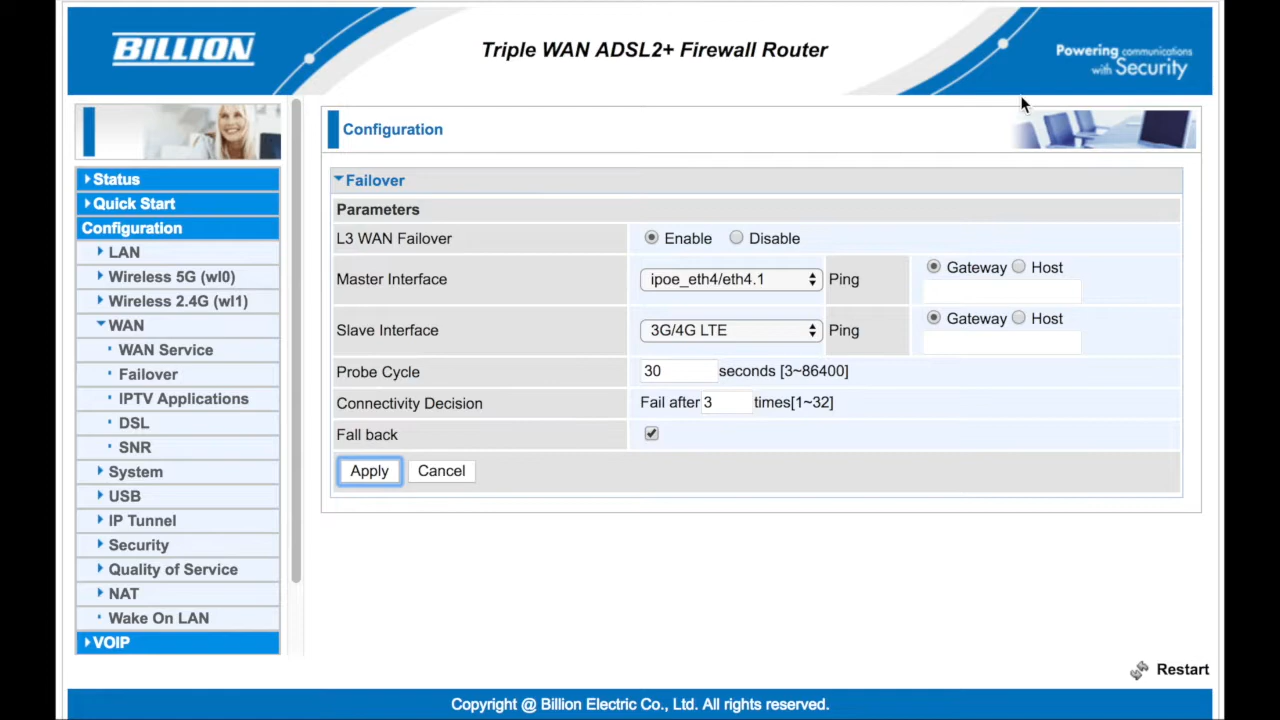 BILLION
Triple WAN ADSL2+ Firewall Router
Powering communications
with Security
Configuration
Status
Quick Start
Configuration
LAN
Wireless 5G (wl0)
Wireless 2.4G (wl1)
WAN
WAN Service
Failover
IPTV Applications
DSL
SNR
System
USB
IP Tunnel
Security
Quality of Service
NAT
Wake On LAN
VOIP
Failover
Parameters
L3 WAN Failover Enable Disable
Master Interface ipoe_eth4/eth4.1 Ping Gateway Host
Slave Interface 3G/4G LTE Ping Gateway Host
Probe Cycle 30 seconds [3~86400]
Connectivity Decision Fail after 3 times[1~32]
Fall back
Apply Cancel
Restart
Copyright @ Billion Electric Co., Ltd. All rights reserved.